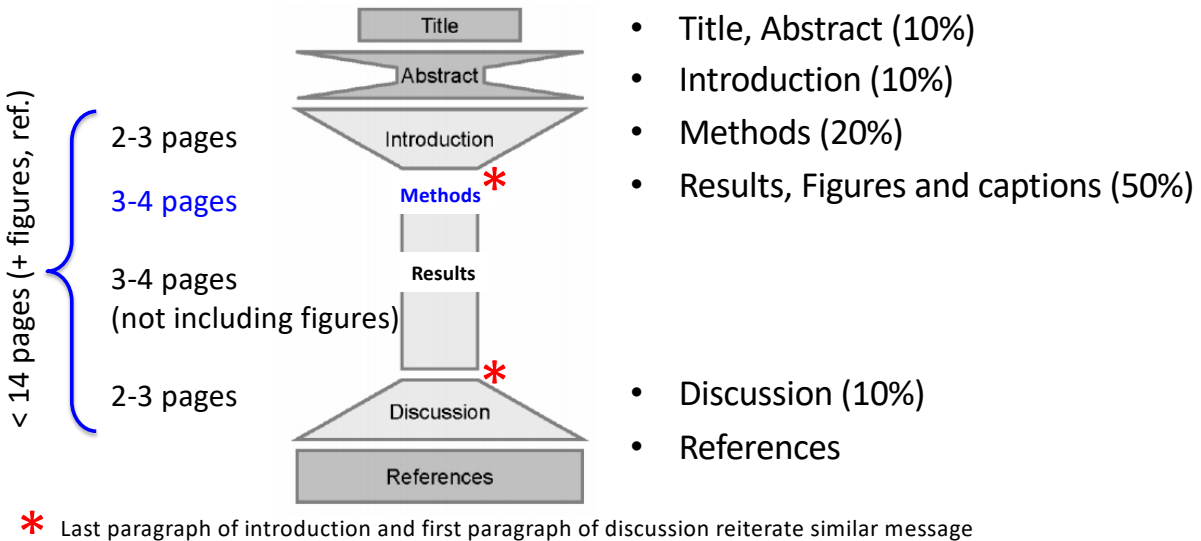 Title
Abstract
Introduction
Methods
*
Results
*
Discussion
References
< 14 pages (+ figures, ref.)
2-3 pages
3-4 pages
3-4 pages
(not including figures)
2-3 pages
• Title, Abstract (10%)
• Introduction (10%)
• Methods (20%)
• Results, Figures and captions (50%)
• Discussion (10%)
• References
* Last paragraph of introduction and first paragraph of discussion reiterate similar message